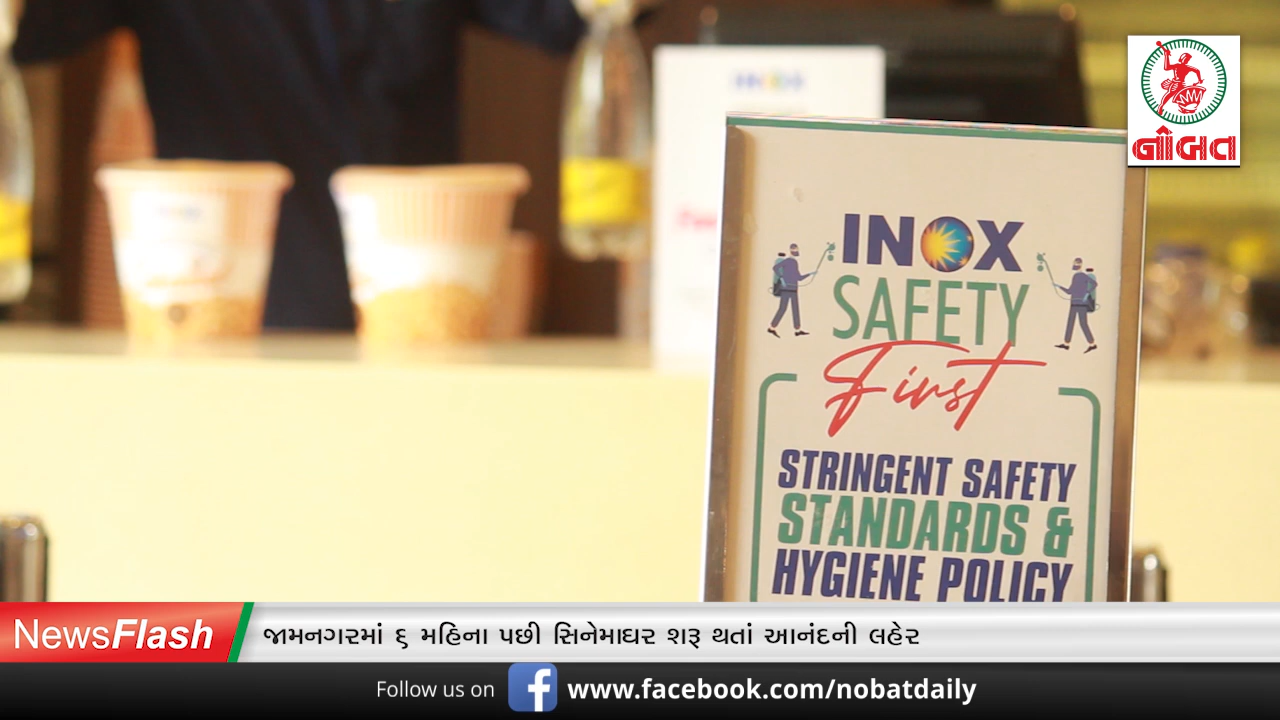 INOX
નોબત
INOX
SAFETY
First
STRINGENT SAFETY
STANDARDS &
HYGIENE POLICY
NewsFlash
જામનગરમાં ૬ મહિના પછી સિનેમાઘર શરૂ થતાં આનંદની લહેર
Follow us on f www.facebook.com/nobatdaily